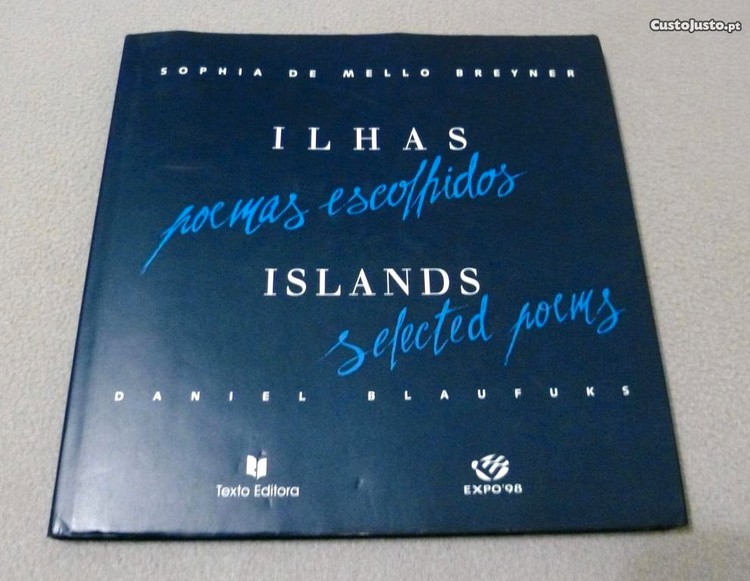 CustoJusto.pt
SOPHIA DE MELLO BREYNER
ILHAS
poemas escolhidos
ISLANDS
selected poems
DANIEL BLAUFUKS
Texto Editora
EXPO'98